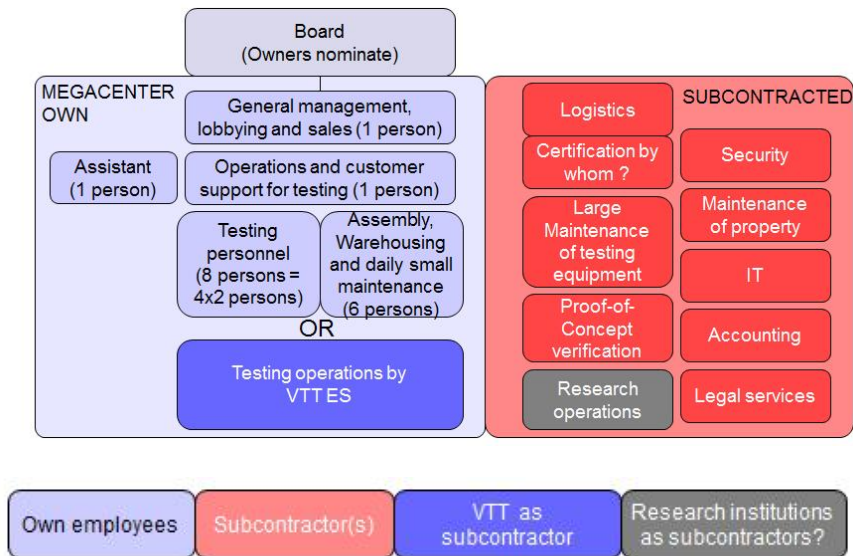 Board
(Owners nominate)
MEGACENTER
OWN
General management,
lobbying and sales (1 person)
Assistant
(1 person)
Operations and customer
support for testing (1 person)
Testing
personnel
(8 persons =
4x2 persons)
Assembly,
Warehousing
and daily small
maintenance
(6 persons)
OR
Testing operations by
VTT ES
SUBCONTRACTED
Logistics
Certification by
whom ?
Large
Maintenance
of testing
equipment
Proof-of-
Concept
verification
Research
operations
Security
Maintenance
of property
IT
Accounting
Legal services
Own employees
Subcontractor(s)
VTT as
subcontractor
Research institutions
as subcontractors?